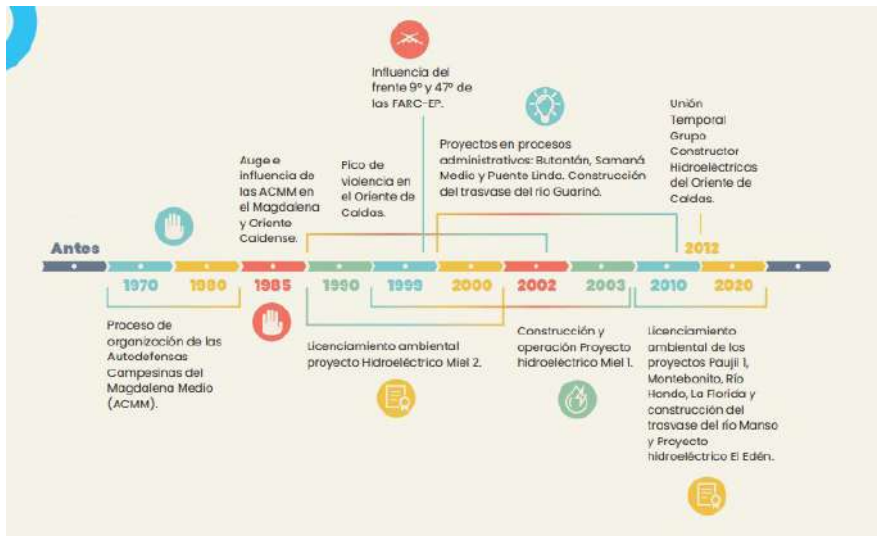 Influencia del
frente 9º y 47º de
las FARC-EP.
Auge e
influencia de
las ACMM en
el Magdalena
y Oriente
Caldense.
Pico de
violencia en
el Oriente de
Caldas.
Proyectos en procesos
administrativos: Butantán, Samaná
Medio y Puente Linda. Construcción
del trasvase del río Guarinó.
Unión
Temporal
Grupo
Constructor
Hidroeléctricas
del Oriente de
Caldas.
Antes
2012
1970 1980 1985 1990 1999 2000 2002 2003 2010 2020
Proceso de
organización de las
Autodefensas
Campesinas del
Magdalena Medio
(ACMM).
Licenciamiento ambiental
proyecto Hidroeléctrico Miel 2.
Construcción y
operación Proyecto
hidroeléctrico Miel 1.
Licenciamiento
ambiental de los
proyectos Paujil 1,
Montebonito, Río
Hondo, La Florida y
construcción del
trasvase del río Manso
y Proyecto
hidroeléctrico El Edén.